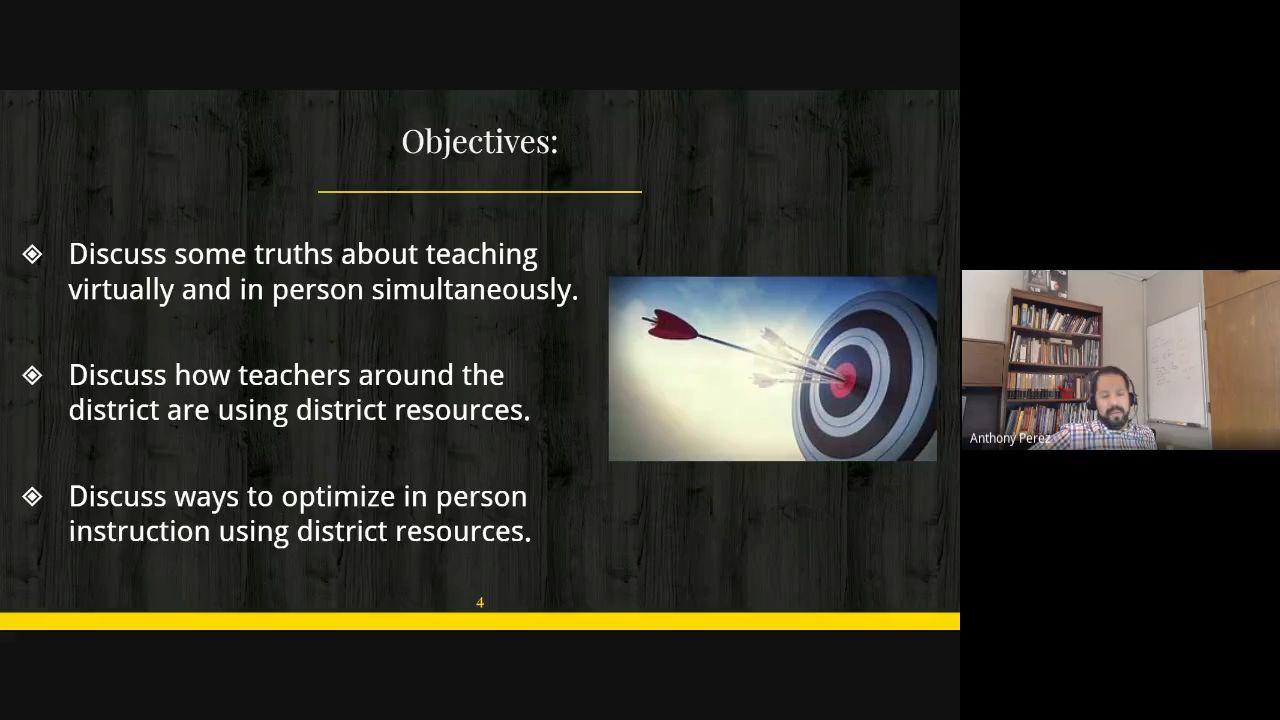 Objectives:
Discuss some truths about teaching
virtually and in person simultaneously.
Discuss how teachers around the
district are using district resources.
Discuss ways to optimize in person
instruction using district resources.
4
Anthony Perez